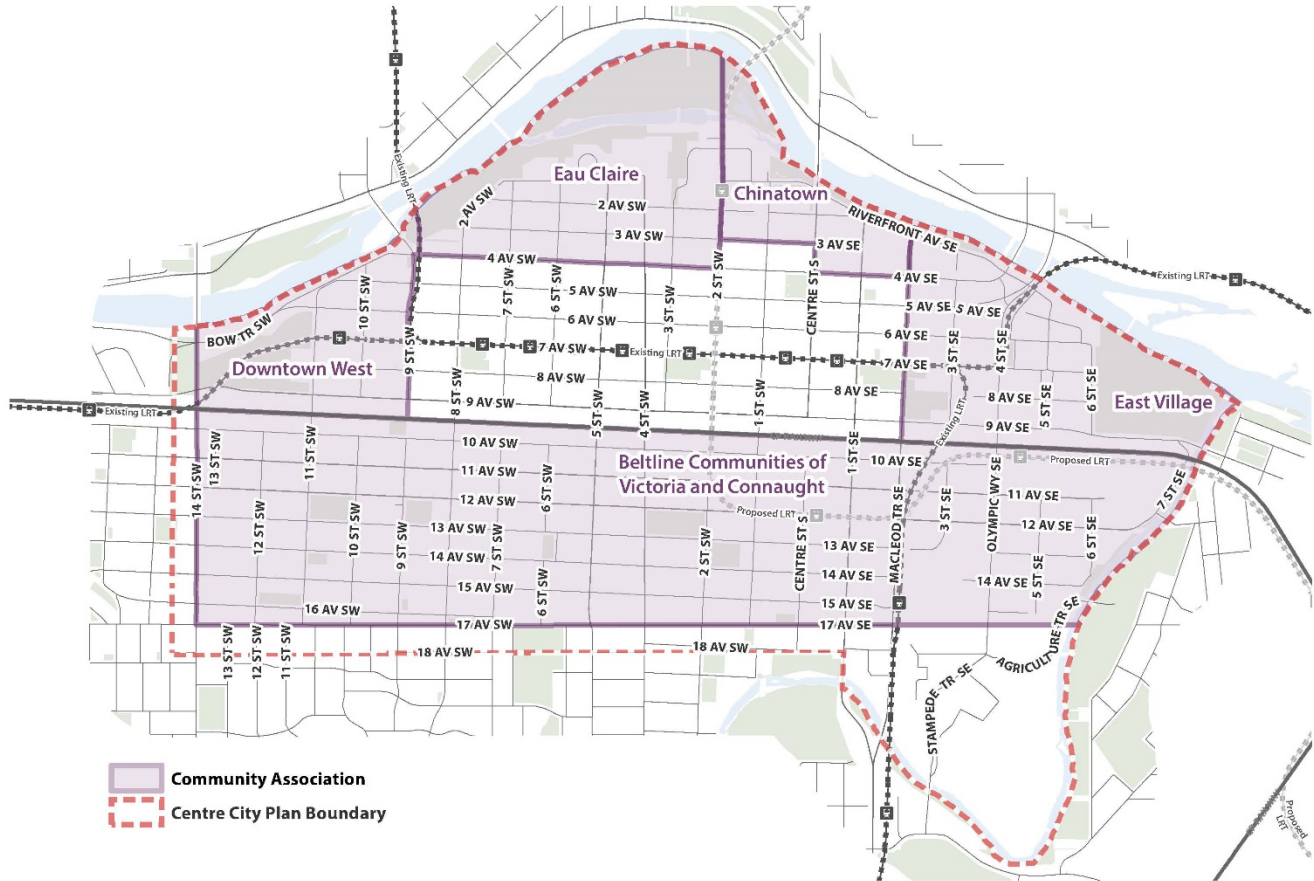 Existing LRT
Eau Claire
Chinatown
2 AV SW
2 AV SW
3 AV SW
RIVERFRONT AV SE
3 AV SE
4 AV SW
2 ST SW
4 AV SE
Existing LRT
10 ST SW
7 ST SW
6 ST SW
5 AV SW
3 ST SW
CENTRE ST S
5 AV SE
5 AV SE
BOW TR SW
6 AV SW
6 AV SE
9 ST SW
7 AV SW
Existing LRT
7 AV SE
3 ST SE
4 ST SE
Downtown West
8 ST SW
8 AV SW
1 ST SW
8 AV SE
8 AV SE
5 ST SE
6 ST SE
East Village
Existing LRT
9 AV SW
5 ST SW
4 ST SW
Existing LRT
9 AV SE
14 ST SW
13 ST SW
11 ST SW
10 AV SW
1 ST SE
10 AV SE
Proposed LRT
11 AV SW
6 ST SW
Beltline Communities of
Victoria and Connaught
11 AV SE
7 ST SE
12 AV SW
Proposed LRT
MACLEOD TR SE
3 ST SE
OLYMPIC WY SE
12 AV SE
6 ST SE
12 ST SW
10 ST SW
9 ST SW
13 AV SW
7 ST SW
2 ST SW
CENTRE ST S
13 AV SE
14 AV SW
14 AV SE
14 AV SE
5 ST SE
15 AV SW
6 ST SW
15 AV SE
16 AV SW
17 AV SW
17 AV SE
AGRICULTURE TR SE
13 ST SW
12 ST SW
11 ST SW
18 AV SW
18 AV SW
STAMPEDE TR SE
Community Association
Centre City Plan Boundary
Proposed LRT
Proposed
LRT